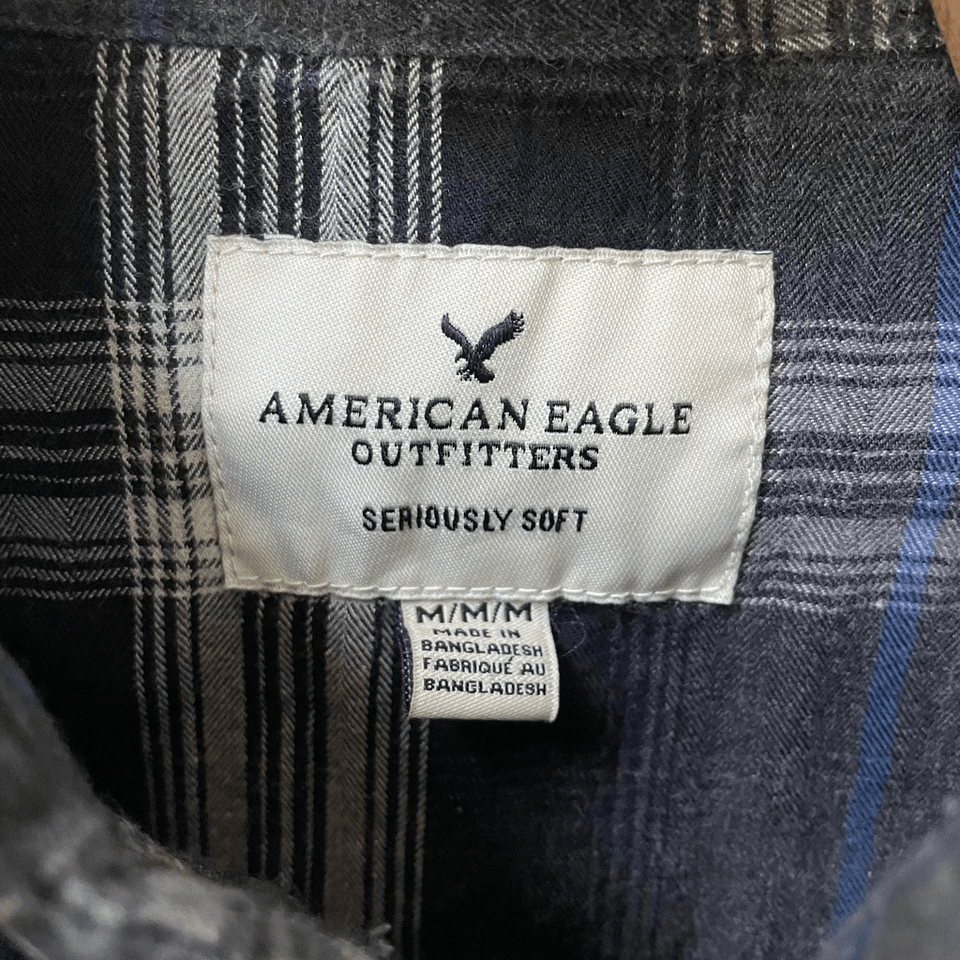 AMERICAN EAGLE
OUTFITTERS
SERIOUSLY SOFT
M/M/M
MADE IN
BANGLADESH
FABRIQUÉ AU
BANGLADESH